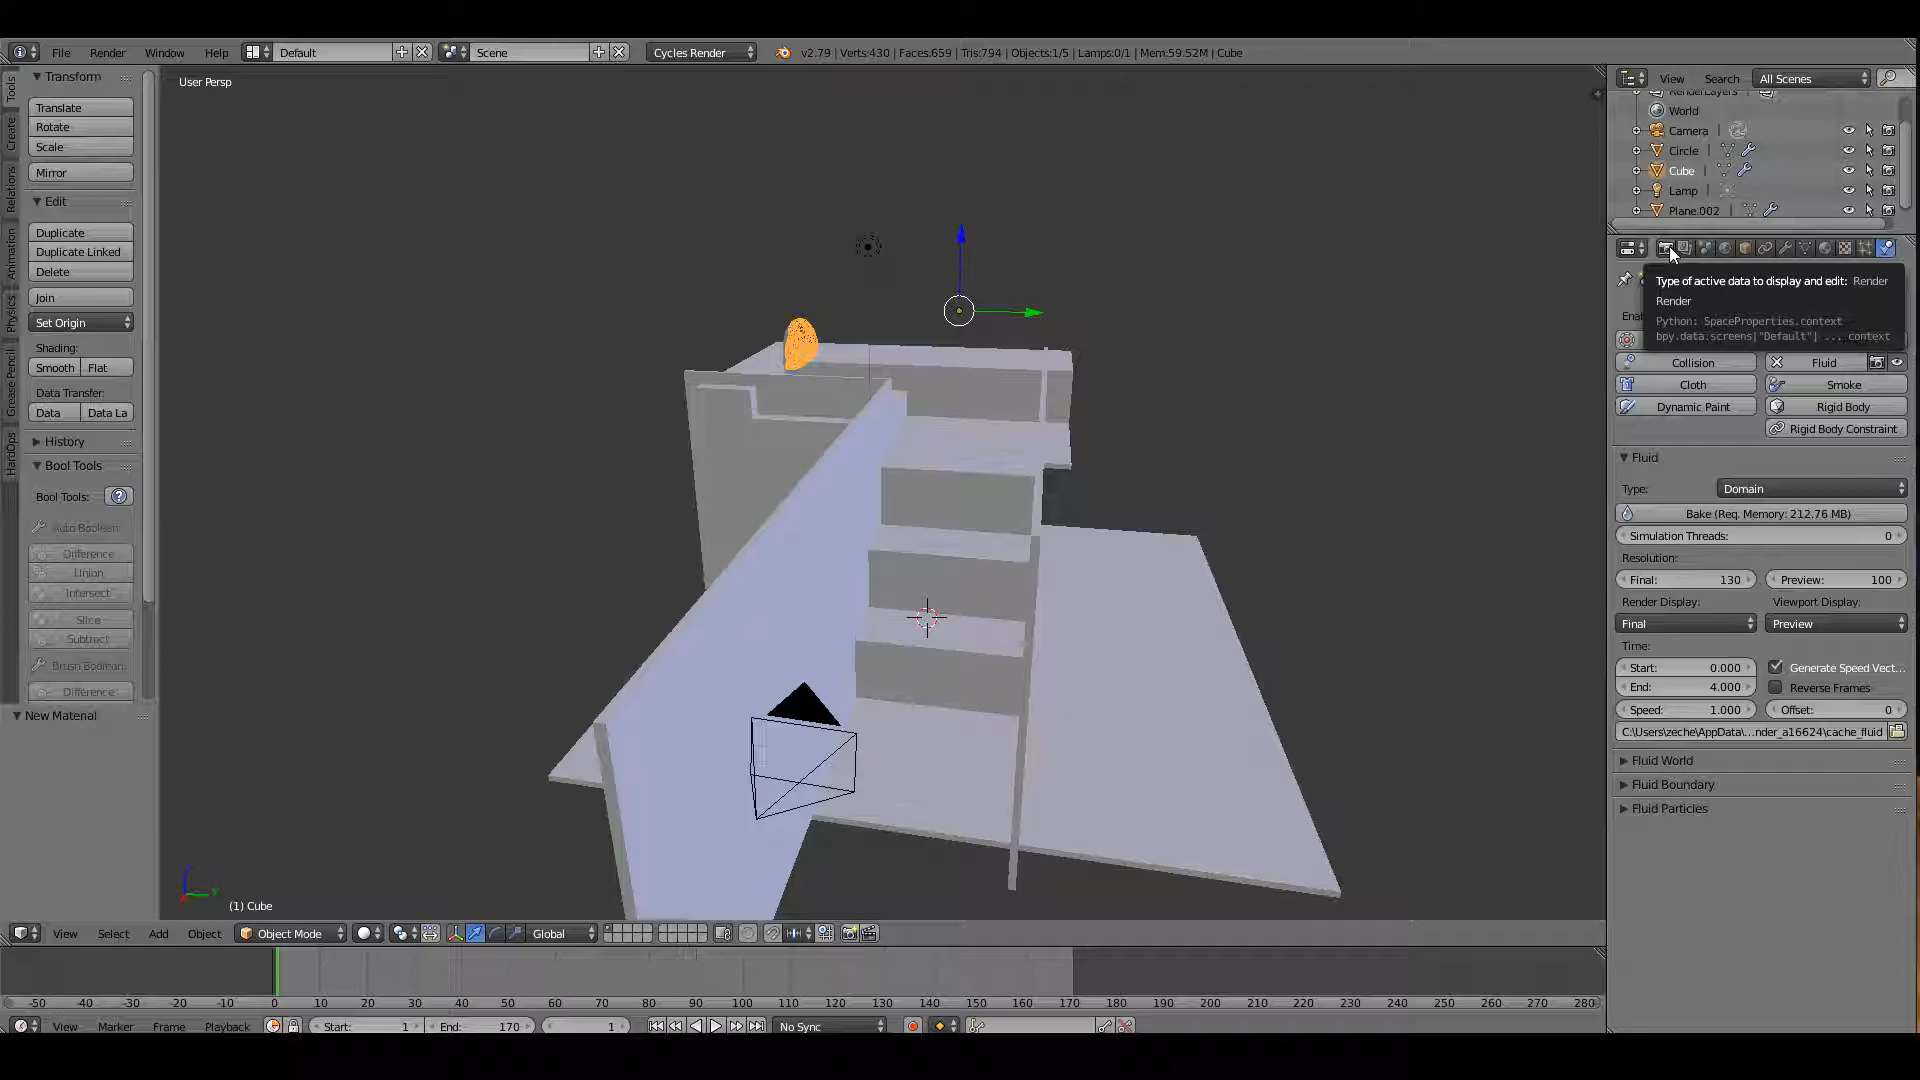 File Render Window Help Default Scene Cycles Render v2.79 | Verts:430 | Faces:659 | Tris:794 | Objects:1/5 | Lamps:0/1 | Mem:59.52M | Cube
Tools
Create
Relations
Animation
Physics
Grease Pencil
HardOps
Transform
Translate
Rotate
Scale
Mirror
Edit
Duplicate
Duplicate Linked
Delete
Join
Set Origin
Shading:
Smooth Flat
Data Transfer:
Data Data La
History
Bool Tools
Bool Tools:
Auto Boolean
Difference
Union
Intersect
Slice
Subtract
Brush Boolean
Difference
New Material
User Persp
(1) Cube
View Select Add Object Object Mode Global
-50 -40 -30 -20 -10 0 10 20 30 40 50 60 70 80 90 100 110 120 130 140 150 160 170 180 190 200 210 220 230 240 250 260 270 280
View Marker Frame Playback Start: 1 End: 170 1 No Sync
View Search All Scenes
RenderLayers
World
Camera
Circle
Cube
Lamp
Plane.002
Type of active data to display and edit: Render
Render
Python: SpaceProperties.context
bpy.data.screens["Default"] ... context
Collision Fluid
Cloth Smoke
Dynamic Paint Rigid Body
Rigid Body Constraint
Fluid
Type: Domain
Bake (Req. Memory: 212.76 MB)
Simulation Threads: 0
Resolution:
Final: 130 Preview: 100
Render Display: Viewport Display:
Final Preview
Time:
Start: 0.000 Generate Speed Vect...
End: 4.000 Reverse Frames
Speed: 1.000 Offset: 0
C:\Users\zeche\AppData\...nder_a16624\cache_fluid
Fluid World
Fluid Boundary
Fluid Particles